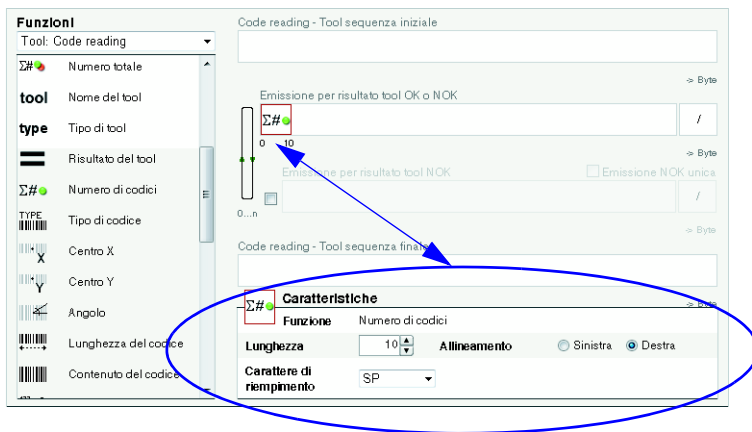 Funzioni
Tool: Code reading
Σ# Numero totale
tool Nome del tool
type Tipo di tool
Risultato del tool
Σ# Numero di codici
TYPE Tipo di codice
X Centro X
Y Centro Y
Angolo
Lunghezza del codice
Contenuto del codice
Code reading - Tool sequenza iniziale
-> Byte
Emissione per risultato tool OK o NOK
Σ# /
0 10
-> Byte
Emissione per risultato tool NOK Emissione NOK unica
/
0...n
-> Byte
Code reading - Tool sequenza finale
-> Byte
Σ# Caratteristiche
Funzione Numero di codici
Lunghezza 10 Allineamento Sinistra Destra
Carattere di
riempimento SP